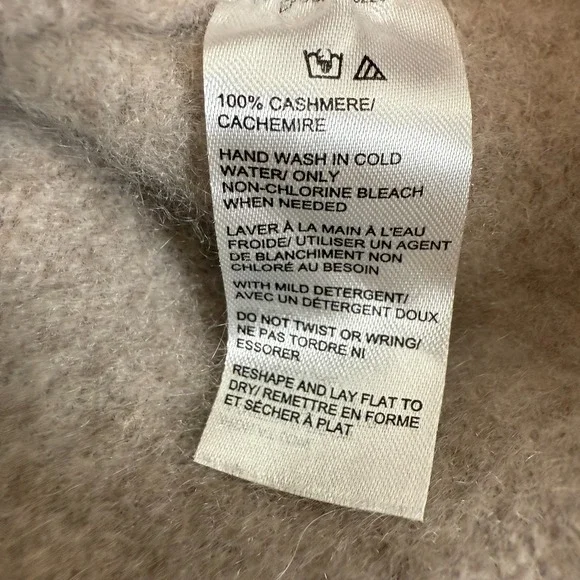 100% CASHMERE/
CACHEMIRE
HAND WASH IN COLD
WATER/ ONLY
NON-CHLORINE BLEACH
WHEN NEEDED
LAVER À LA MAIN À L'EAU
FROIDE/ UTILISER UN AGENT
DE BLANCHIMENT NON
CHLORÉ AU BESOIN
WITH MILD DETERGENT/
AVEC UN DÉTERGENT DOUX
DO NOT TWIST OR WRING/
NE PAS TORDRE NI
ESSORER
RESHAPE AND LAY FLAT TO
DRY/ REMETTRE EN FORME
ET SÉCHER À PLAT